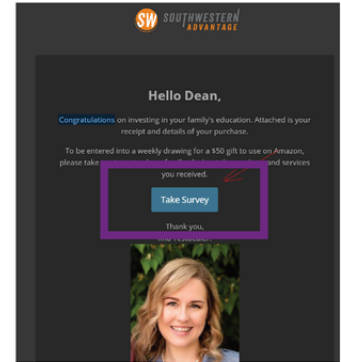 SW SOUTHWESTERN
ADVANTAGE
Hello Dean,
Congratulations on investing in your family's education. Attached is your
receipt and details of your purchase.
To be entered into a weekly drawing for a $50 gift to use on Amazon,
please take and services
you received.
Take Survey
Thank you,